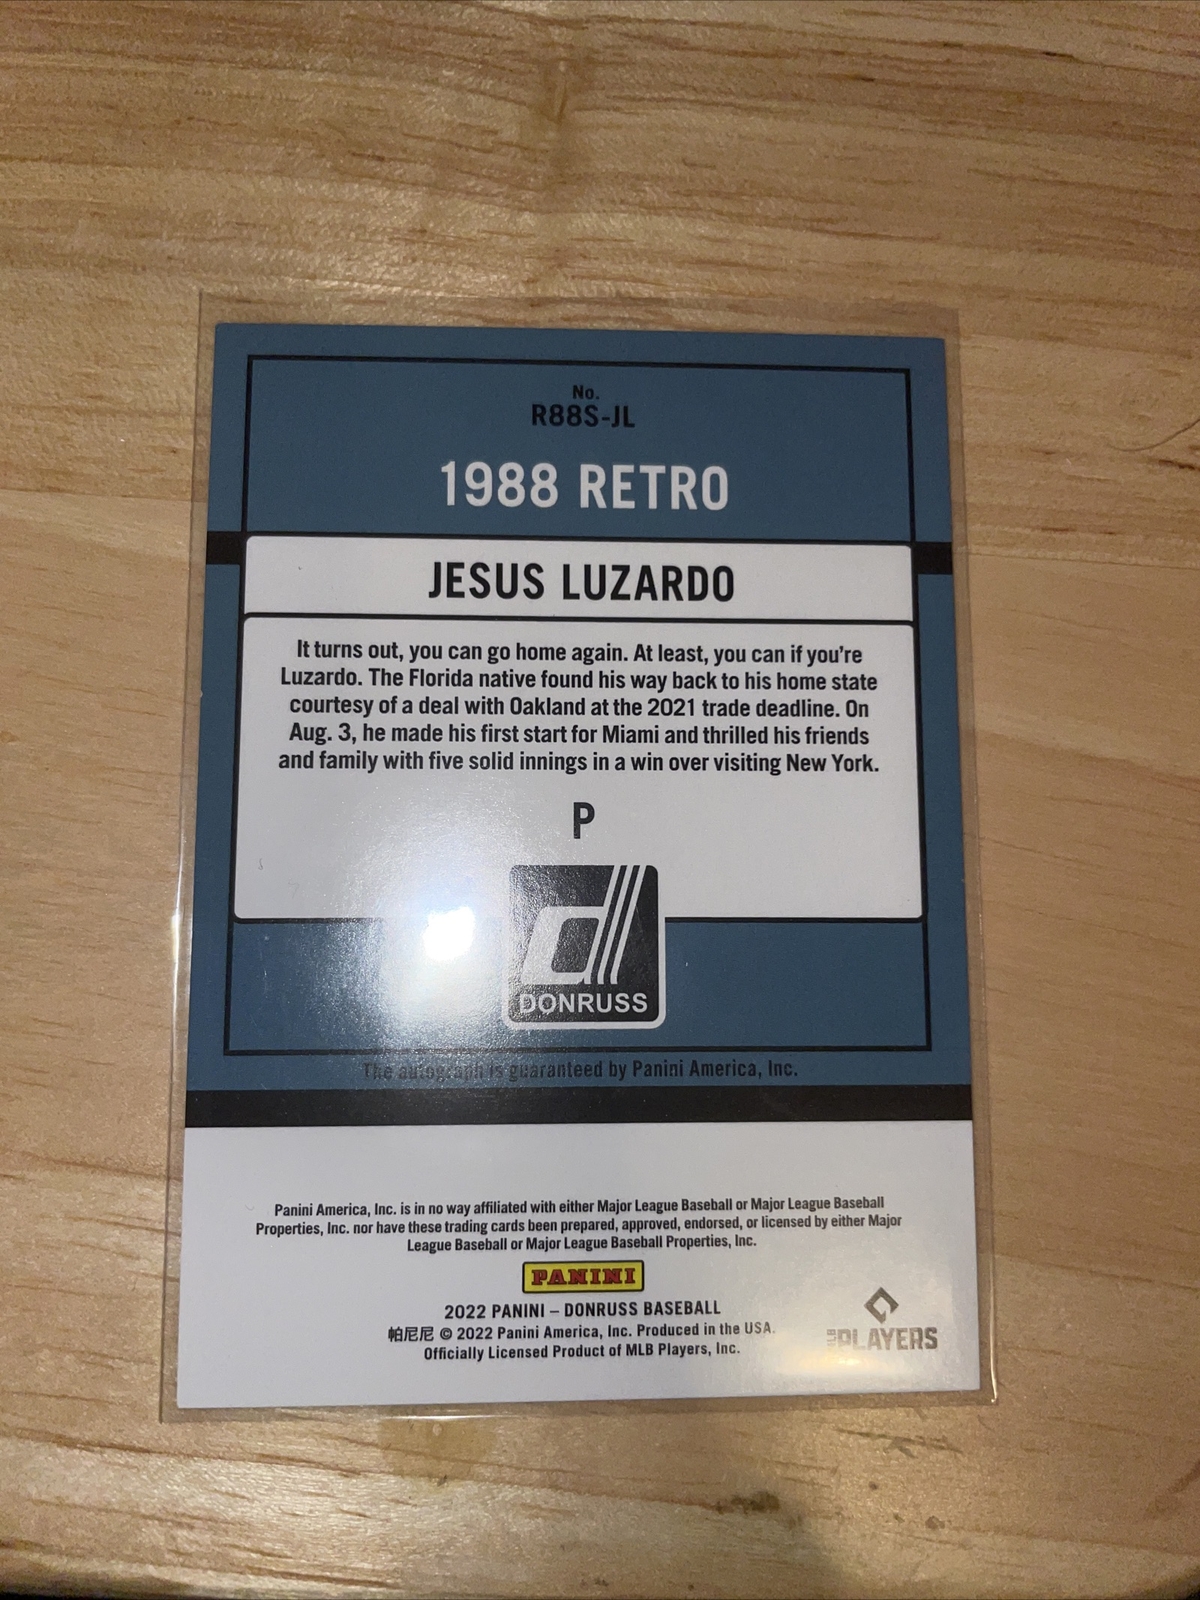 No.
R88S-JL
1988 RETRO
JESUS LUZARDO
It turns out, you can go home again. At least, you can if you're
Luzardo. The Florida native found his way back to his home state
courtesy of a deal with Oakland at the 2021 trade deadline. On
Aug. 3, he made his first start for Miami and thrilled his friends
and family with five solid innings in a win over visiting New York.
P
DONRUSS
The autograph is guaranteed by Panini America, Inc.
Panini America, Inc. is in no way affiliated with either Major League Baseball or Major League Baseball
Properties, Inc. nor have these trading cards been prepared, approved, endorsed, or licensed by either Major
League Baseball or Major League Baseball Properties, Inc.
PANINI
2022 PANINI – DONRUSS BASEBALL
帕尼尼 © 2022 Panini America, Inc. Produced in the USA.
Officially Licensed Product of MLB Players, Inc.
MLB PLAYERS